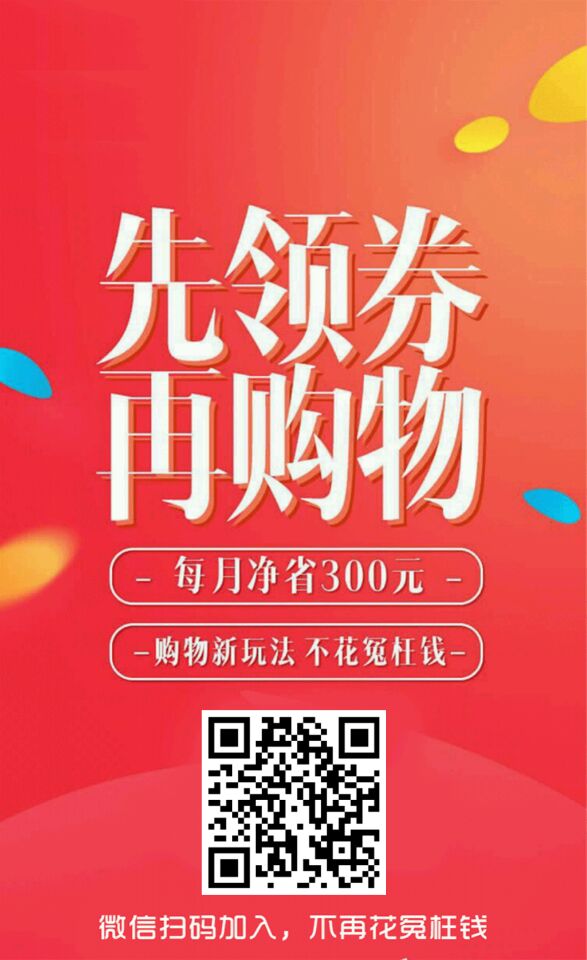 先领券
再购物
- 每月净省300元 -
-购物新玩法 不花冤枉钱-
微信扫码加入，不再花冤枉钱